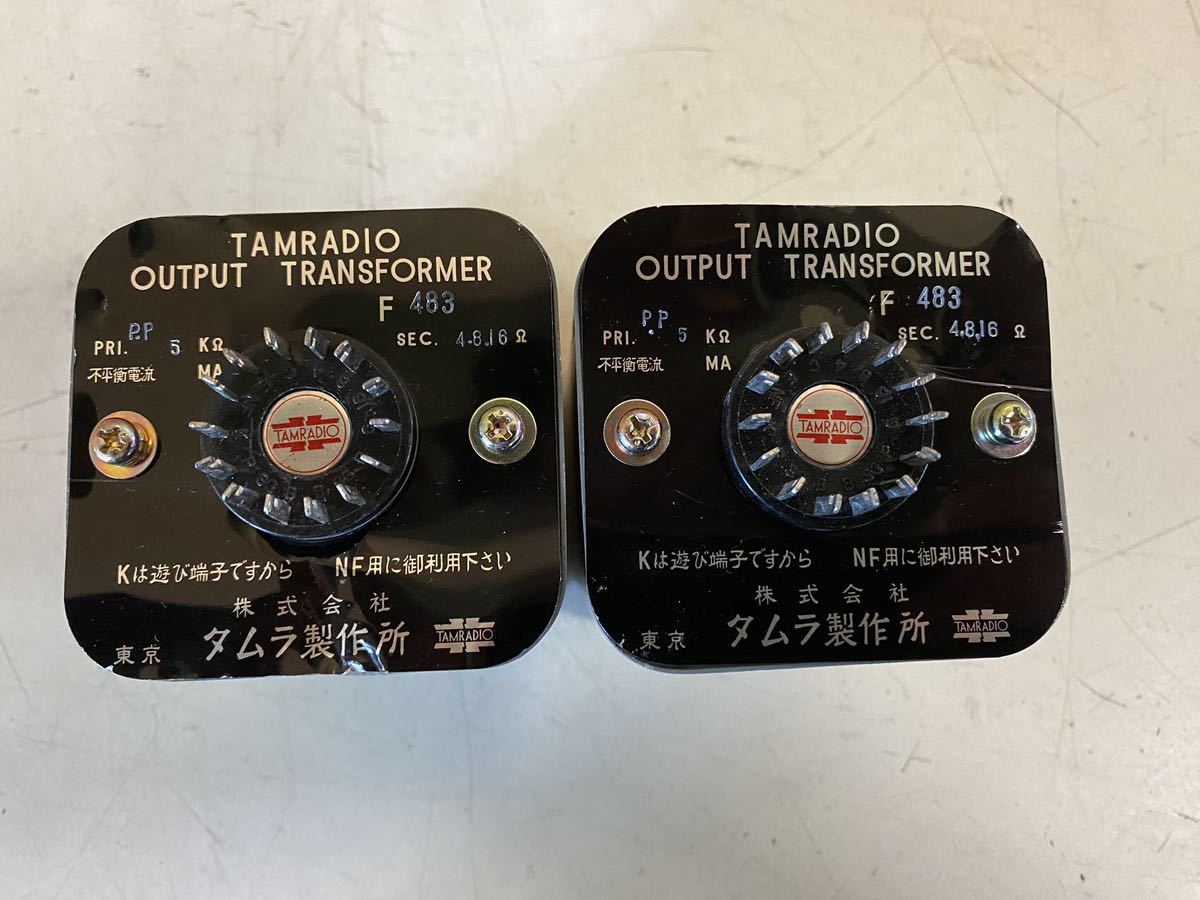 TAMRADIO
OUTPUT TRANSFORMER
F 483
PRI. P.P 5 KΩ
SEC. 4.8.16 Ω
不平衡電流 MA
TAMRADIO
Kは遊び端子ですから NF用に御利用下さい
株式会社
東京 タムラ製作所 TAMRADIO
TAMRADIO
OUTPUT TRANSFORMER
F 483
PRI. P.P 5 KΩ
SEC. 4.8.16 Ω
不平衡電流 MA
TAMRADIO
Kは遊び端子ですから NF用に御利用下さい
株式会社
東京 タムラ製作所 TAMRADIO